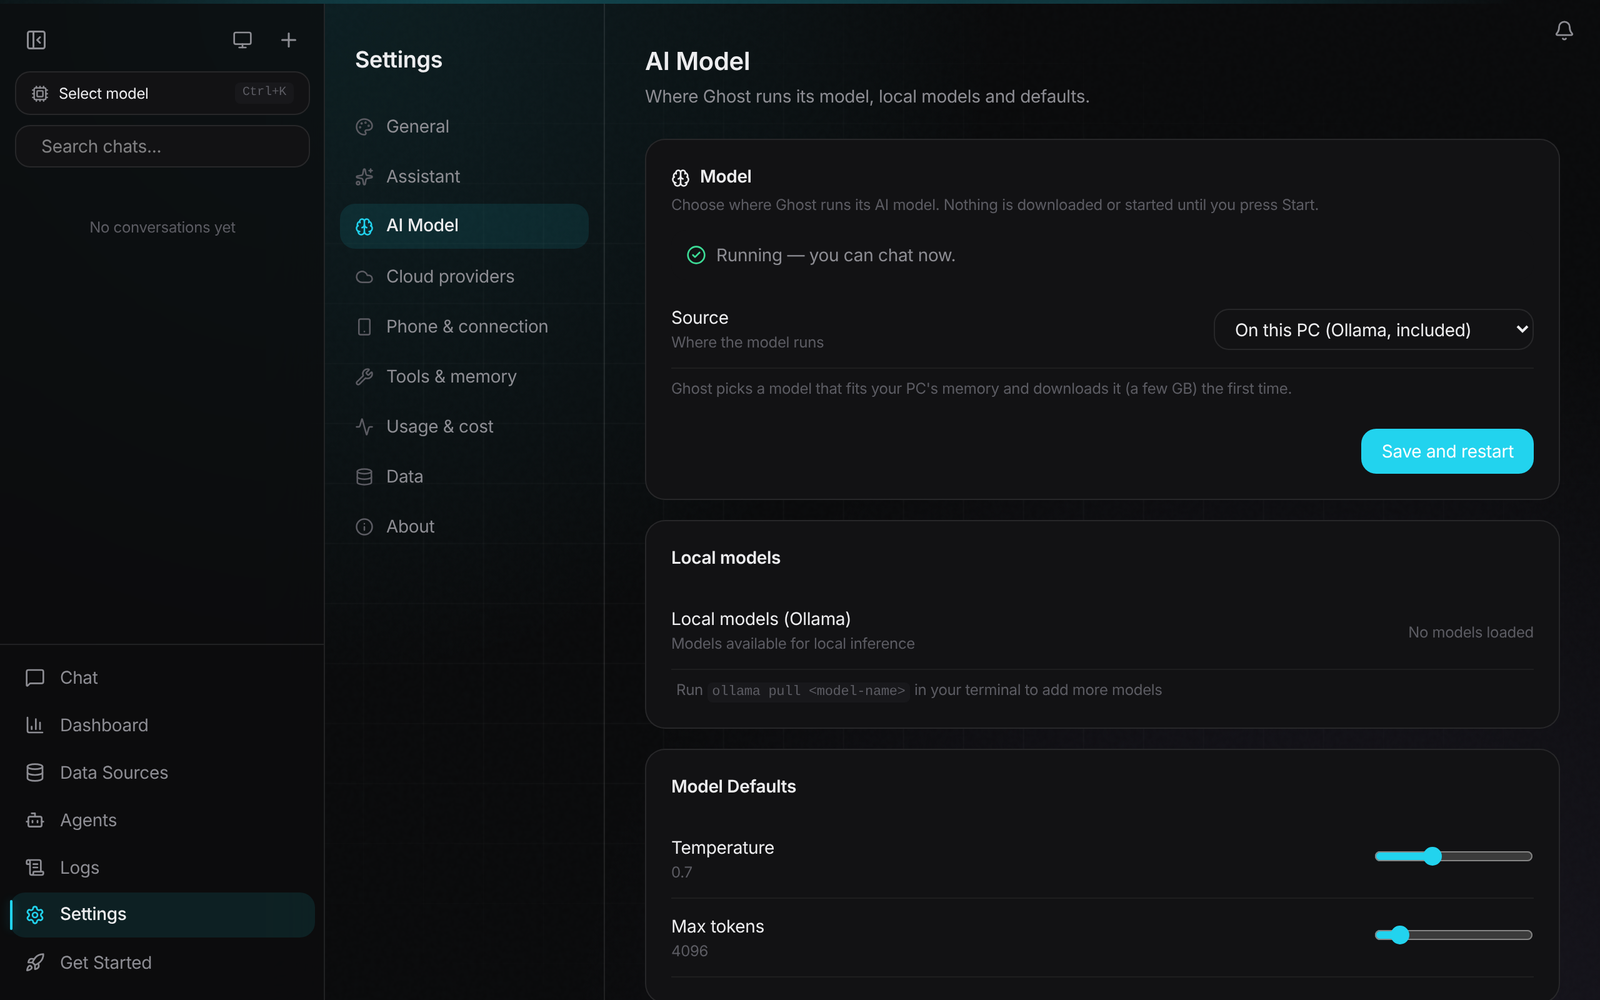 Select model
Ctrl+K
Search chats...
No conversations yet
Chat
Dashboard
Data Sources
Agents
Logs
Settings
Get Started
Settings
General
Assistant
AI Model
Cloud providers
Phone & connection
Tools & memory
Usage & cost
Data
About
AI Model
Where Ghost runs its model, local models and defaults.
Model
Choose where Ghost runs its AI model. Nothing is downloaded or started until you press Start.
Running — you can chat now.
Source
Where the model runs
On this PC (Ollama, included)
Ghost picks a model that fits your PC's memory and downloads it (a few GB) the first time.
Save and restart
Local models
Local models (Ollama)
Models available for local inference
No models loaded
Run ollama pull <model-name> in your terminal to add more models
Model Defaults
Temperature
0.7
Max tokens
4096